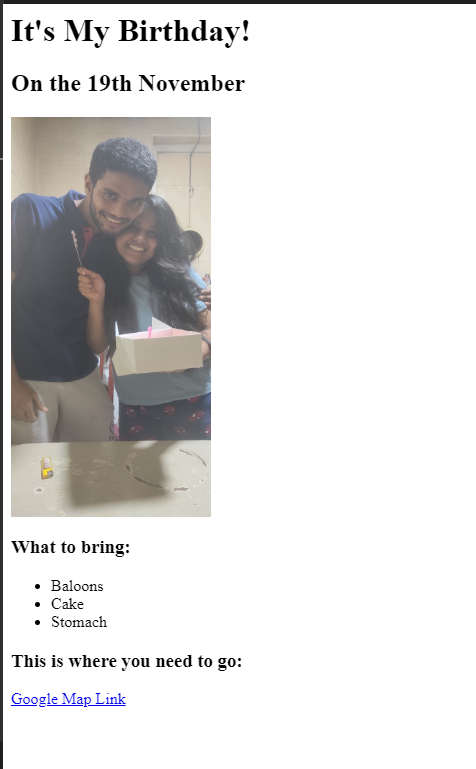 It's My Birthday!
On the 19th November
What to bring:
Baloons
Cake
Stomach
This is where you need to go:
Google Map Link